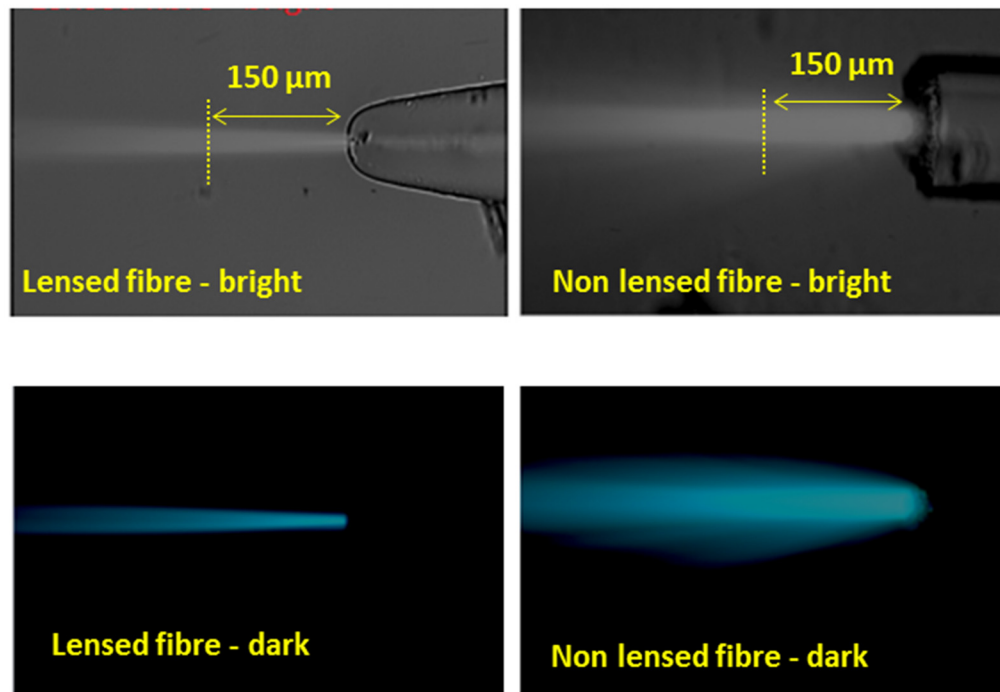 150 µm
150 µm
Lensed fibre - bright
Non lensed fibre - bright
Lensed fibre - dark
Non lensed fibre - dark